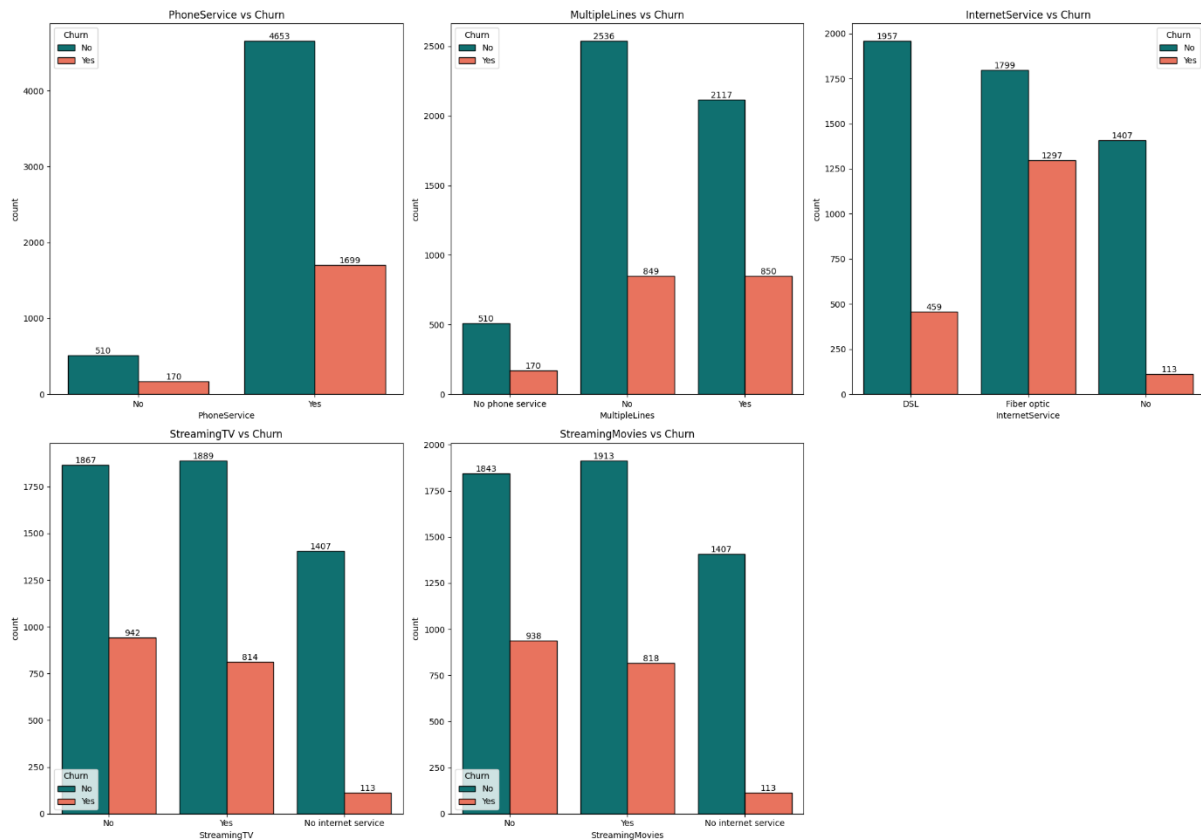 PhoneService vs Churn
Churn
No
Yes
4653
1699
510
170
4000
3000
2000
1000
0
count
No
Yes
PhoneService
MultipleLines vs Churn
Churn
No
Yes
2536
2117
849
850
510
170
2500
2000
1500
1000
500
0
count
No phone service
No
Yes
MultipleLines
InternetService vs Churn
Churn
No
Yes
1957
1799
1407
1297
459
113
2000
1750
1500
1250
1000
750
500
250
0
count
DSL
Fiber optic
No
InternetService
StreamingTV vs Churn
1867
1889
1407
942
814
113
1750
1500
1250
1000
750
500
250
0
count
Churn
No
Yes
No
Yes
No internet service
StreamingTV
StreamingMovies vs Churn
1843
1913
1407
938
818
113
2000
1750
1500
1250
1000
750
500
250
0
count
Churn
No
Yes
No
Yes
No internet service
StreamingMovies